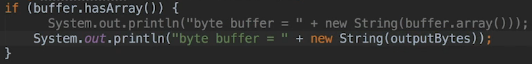 if (buffer.hasArray()) {
System.out.println("byte buffer = " + new String(buffer.array()));
System.out.println("byte buffer = " + new String(outputBytes));
}